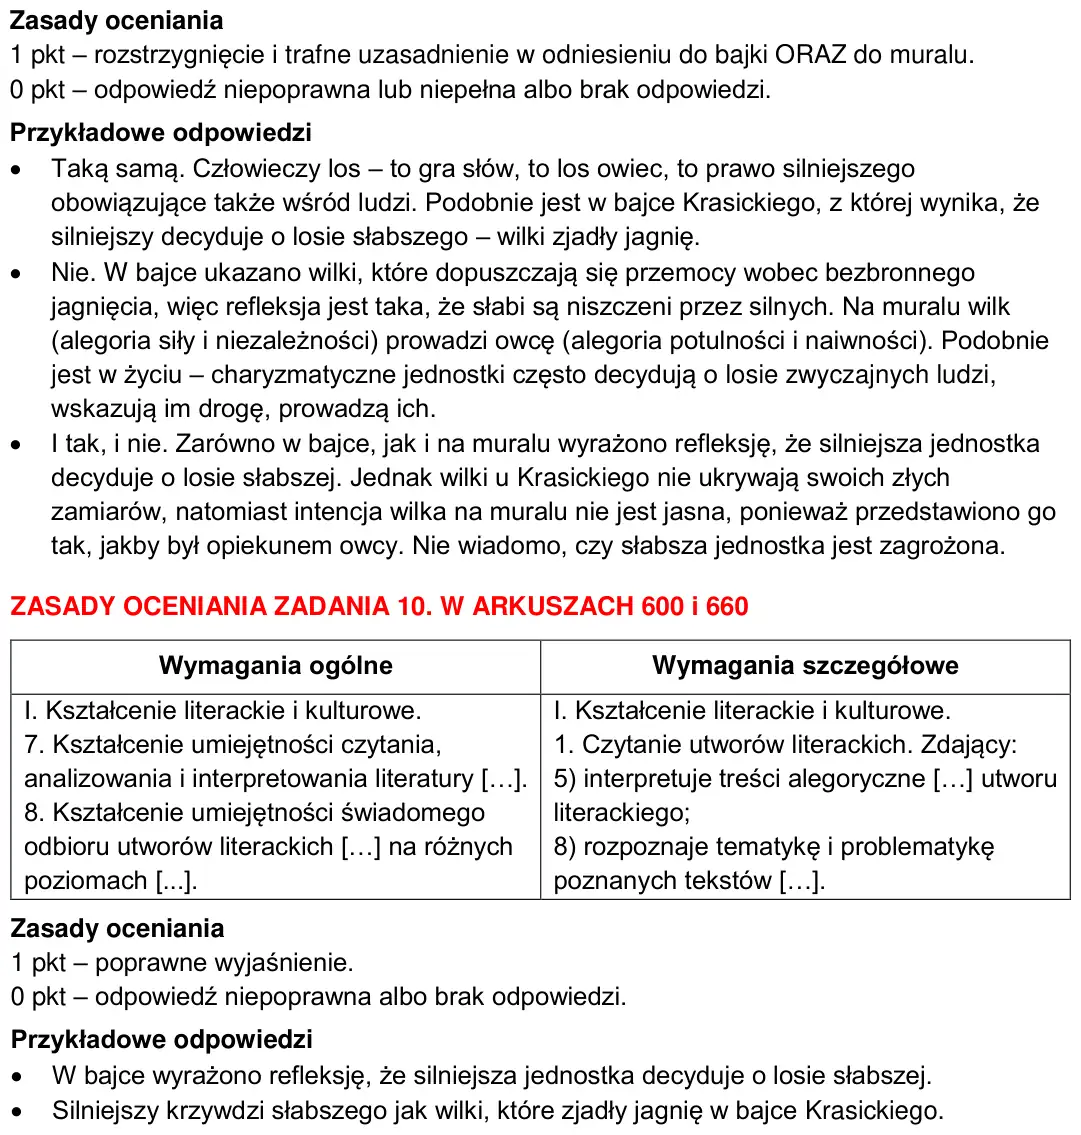 Zasady oceniania
1 pkt – rozstrzygnięcie i trafne uzasadnienie w odniesieniu do bajki ORAZ do muralu.
0 pkt – odpowiedź niepoprawna lub niepełna albo brak odpowiedzi.
Przykładowe odpowiedzi
• Taką samą. Człowieczy los – to gra słów, to los owiec, to prawo silniejszego
obowiązujące także wśród ludzi. Podobnie jest w bajce Krasickiego, z której wynika, że
silniejszy decyduje o losie słabszego – wilki zjadły jagnię.
• Nie. W bajce ukazano wilki, które dopuszczają się przemocy wobec bezbronnego
jagnięcia, więc refleksja jest taka, że słabi są niszczeni przez silnych. Na muralu wilk
(alegoria siły i niezależności) prowadzi owcę (alegoria potulności i naiwności). Podobnie
jest w życiu – charyzmatyczne jednostki często decydują o losie zwyczajnych ludzi,
wskazują im drogę, prowadzą ich.
• I tak, i nie. Zarówno w bajce, jak i na muralu wyrażono refleksję, że silniejsza jednostka
decyduje o losie słabszej. Jednak wilki u Krasickiego nie ukrywają swoich złych
zamiarów, natomiast intencja wilka na muralu nie jest jasna, ponieważ przedstawiono go
tak, jakby był opiekunem owcy. Nie wiadomo, czy słabsza jednostka jest zagrożona.
ZASADY OCENIANIA ZADANIA 10. W ARKUSZACH 600 i 660
Wymagania ogólne
I. Kształcenie literackie i kulturowe.
7. Kształcenie umiejętności czytania,
analizowania i interpretowania literatury […].
8. Kształcenie umiejętności świadomego
odbioru utworów literackich […] na różnych
poziomach [...].
Wymagania szczegółowe
I. Kształcenie literackie i kulturowe.
1. Czytanie utworów literackich. Zdający:
5) interpretuje treści alegoryczne […] utworu
literackiego;
8) rozpoznaje tematykę i problematykę
poznanych tekstów […].
Zasady oceniania
1 pkt – poprawne wyjaśnienie.
0 pkt – odpowiedź niepoprawna albo brak odpowiedzi.
Przykładowe odpowiedzi
• W bajce wyrażono refleksję, że silniejsza jednostka decyduje o losie słabszej.
• Silniejszy krzywdzi słabszego jak wilki, które zjadły jagnię w bajce Krasickiego.